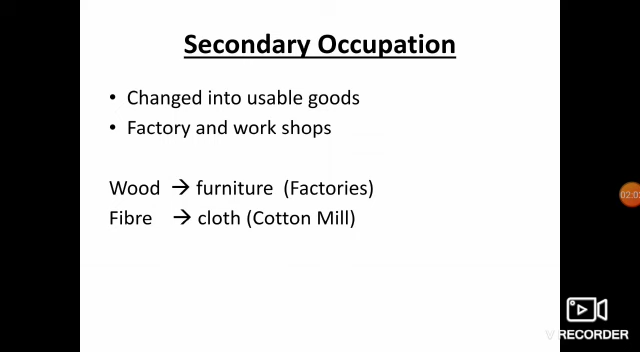 Secondary Occupation
• Changed into usable goods
• Factory and work shops
Wood → furniture (Factories)
Fibre → cloth (Cotton Mill)
V RECORDER